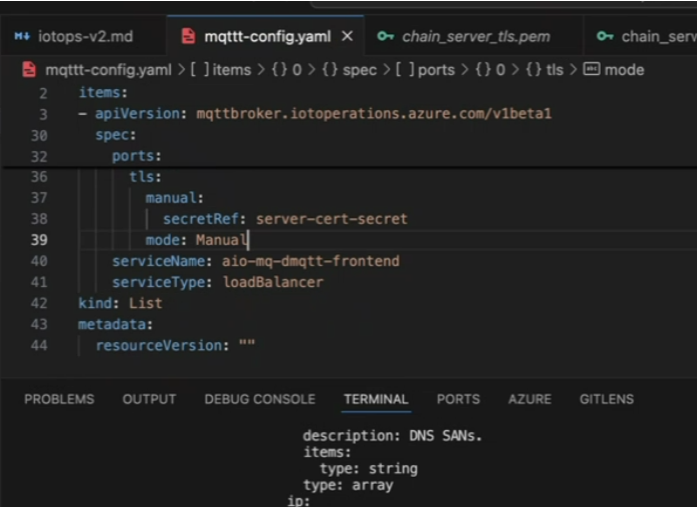 iotops-v2.md mqttt-config.yaml × chain_server_tls.pem chain_serv
mqttt-config.yaml > [ ] items > {} 0 > {} spec > [ ] ports > {} 0 > {} tls > abc mode
2 items:
3 - apiVersion: mqttbroker.iotoperations.azure.com/v1beta1
30 spec:
32 ports:
36 tls:
37 manual:
38 secretRef: server-cert-secret
39 mode: Manual
40 serviceName: aio-mq-dmqtt-frontend
41 serviceType: loadBalancer
42 kind: List
43 metadata:
44 resourceVersion: ""
PROBLEMS OUTPUT DEBUG CONSOLE TERMINAL PORTS AZURE GITLENS
description: DNS SANs.
items:
type: string
type: array
ip: